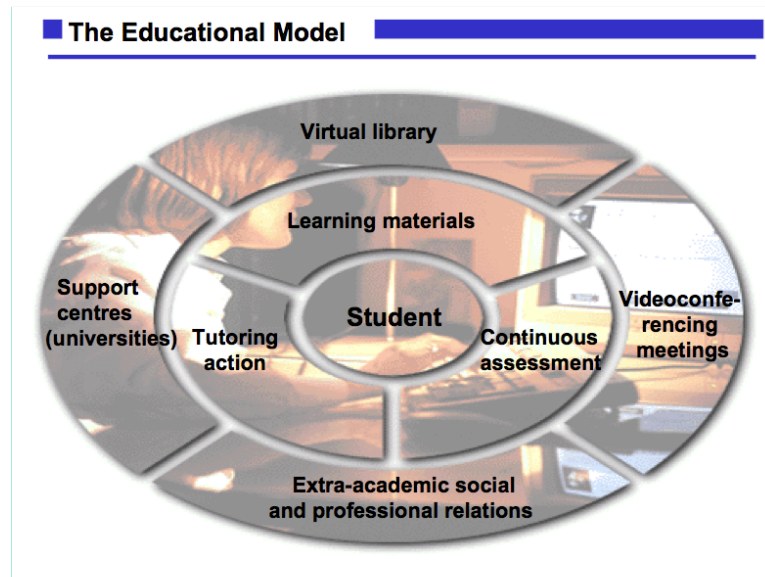 The Educational Model
Virtual library
Learning materials
Support
centres
(universities)
Tutoring
action
Student
Continuous
assessment
Videoconfe-
rencing
meetings
Extra-academic social
and professional relations